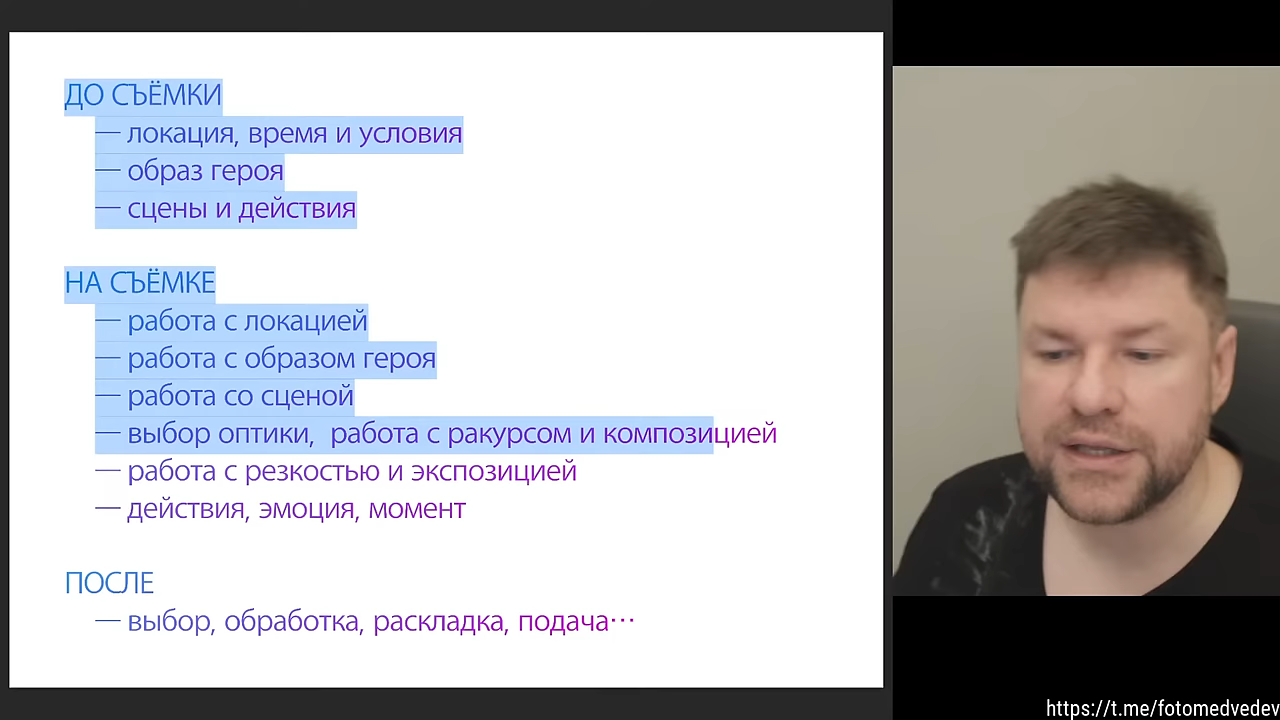 ДО СЪЁМКИ
— локация, время и условия
— образ героя
— сцены и действия
НА СЪЁМКЕ
— работа с локацией
— работа с образом героя
— работа со сценой
— выбор оптики,  работа с ракурсом и композицией
— работа с резкостью и экспозицией
— действия, эмоция, момент
ПОСЛЕ
— выбор, обработка, раскладка, подача···
https://t.me/fotomedvedev